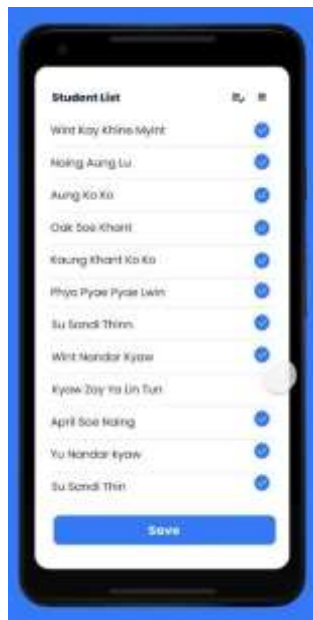 Student List
Wint Kay Khine Myint
Naing Aung Lu
Aung Ko Ko
Oak Soe Khant
Kaung Khant Ko Ko
Phyo Pyae Pyae Lwin
Su Sandi Thinn
Wint Nandar Kyaw
Kyaw Zay Ya Lin Tun
April Soe Naing
Yu Nandar Kyaw
Su Sandi Thin
Save